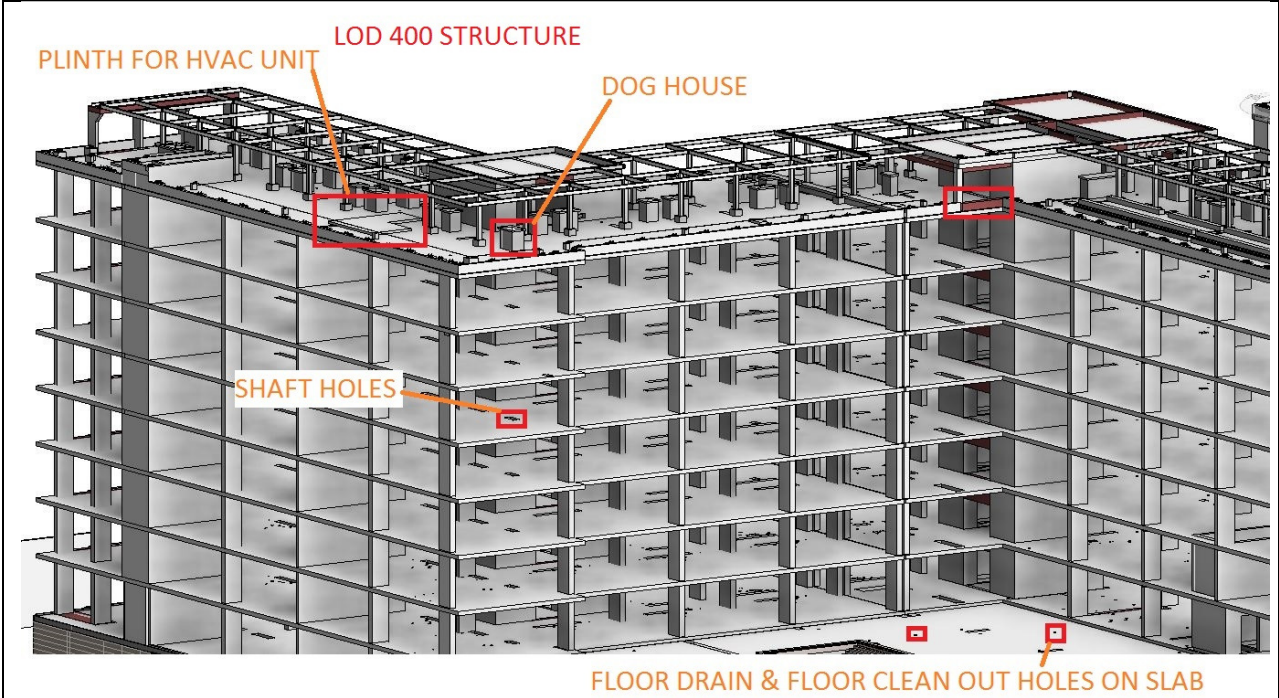 LOD 400 STRUCTURE
PLINTH FOR HVAC UNIT
DOG HOUSE
SHAFT HOLES
FLOOR DRAIN & FLOOR CLEAN OUT HOLES ON SLAB